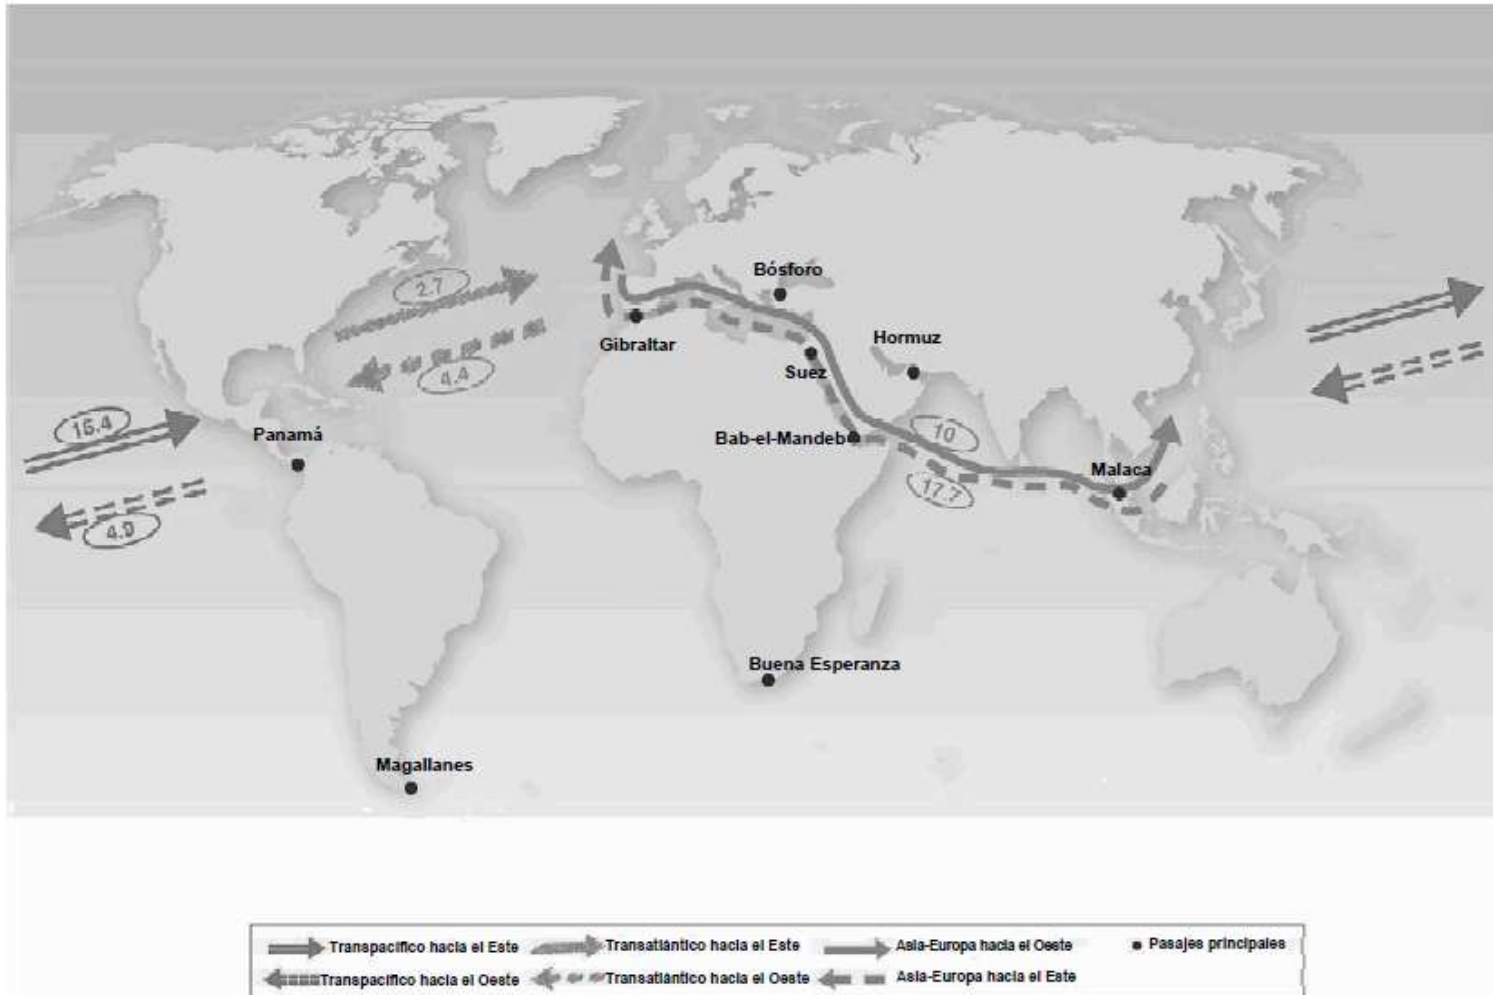 Bósforo
2.7
Gibraltar
Hormuz
Suez
4.4
15.4
Panamá
Bab-el-Mandeb
10
Malaca
17.7
4.9
Buena Esperanza
Magallanes
Transpacífico hacia el Este
Transatlántico hacia el Este
Asia-Europa hacia el Oeste
Pasajes principales
Transpacífico hacia el Oeste
Transatlántico hacia el Oeste
Asia-Europa hacia el Este